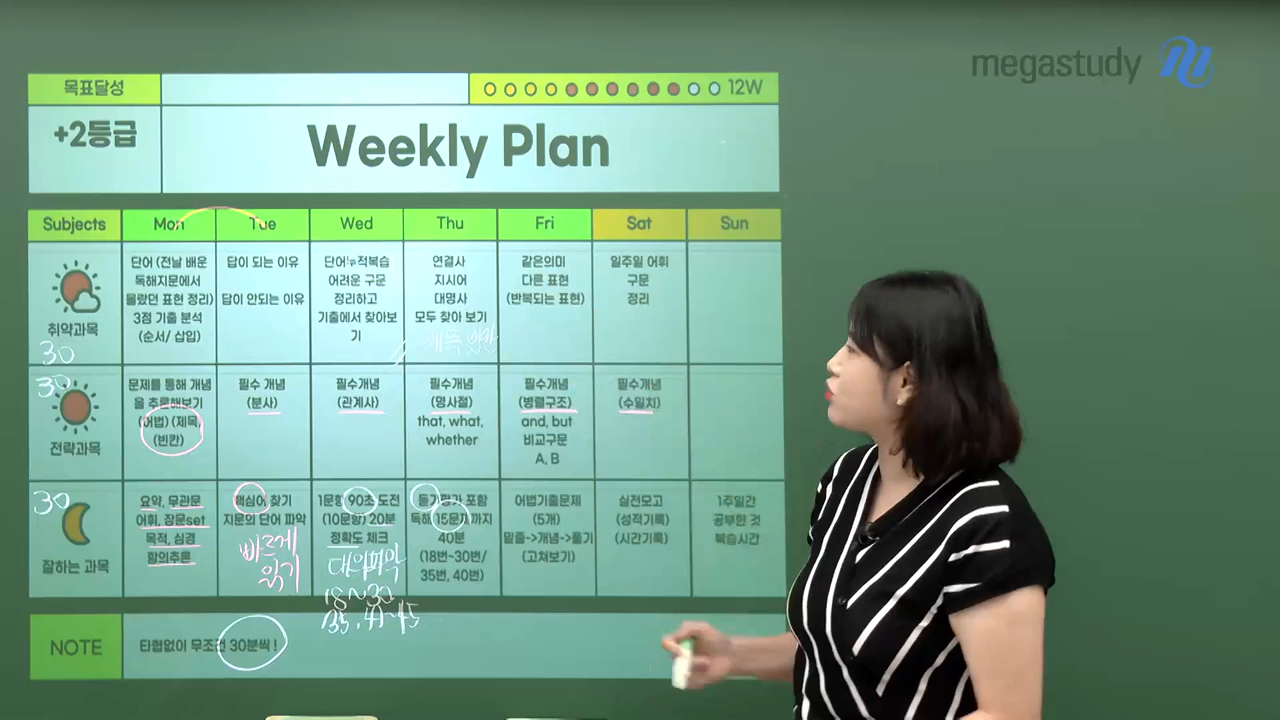 megastudy
목표달성
12W
+2등급
Weekly Plan
Subjects Mon Tue Wed Thu Fri Sat Sun
취약과목
30
단어 (전날 배운
독해지문에서
몰랐던 표현 정리)
3점 기출 분석
(순서/ 삽입)
답이 되는 이유
답이 안되는 이유
단어누적복습
어려운 구문
정리하고
기출에서 찾아보
기
연결사
지시어
대명사
모두 찾아 보기
같은의미
다른 표현
(반복되는 표현)
일주일 어휘
구문
정리
30
전략과목
문제를 통해 개념
을 추론해보기
(어법) (제목,
(빈칸)
필수 개념
(분사)
필수개념
(관계사)
필수개념
(명사절)
that, what,
whether
필수개념
(병렬구조)
and, but
비교구문
A, B
필수개념
(수일치)
30
잘하는 과목
요약, 무관문
어휘, 장문set
목적, 심경
함의추론
핵심어 찾기
지문의 단어 파악
빠르게
읽기
1문항 90초 도전
(10문항) 20분
정확도 체크
대의파악
18~30
35, 41~45
듣기평가 포함
독해 15문제까지
40분
(18번~30번/
35번, 40번)
어법기출문제
(5개)
밑줄->개념->풀기
(고쳐보기)
실전모고
(성적기록)
(시간기록)
1주일간
공부한 것
복습시간
NOTE
타협없이 무조건 30분씩 !